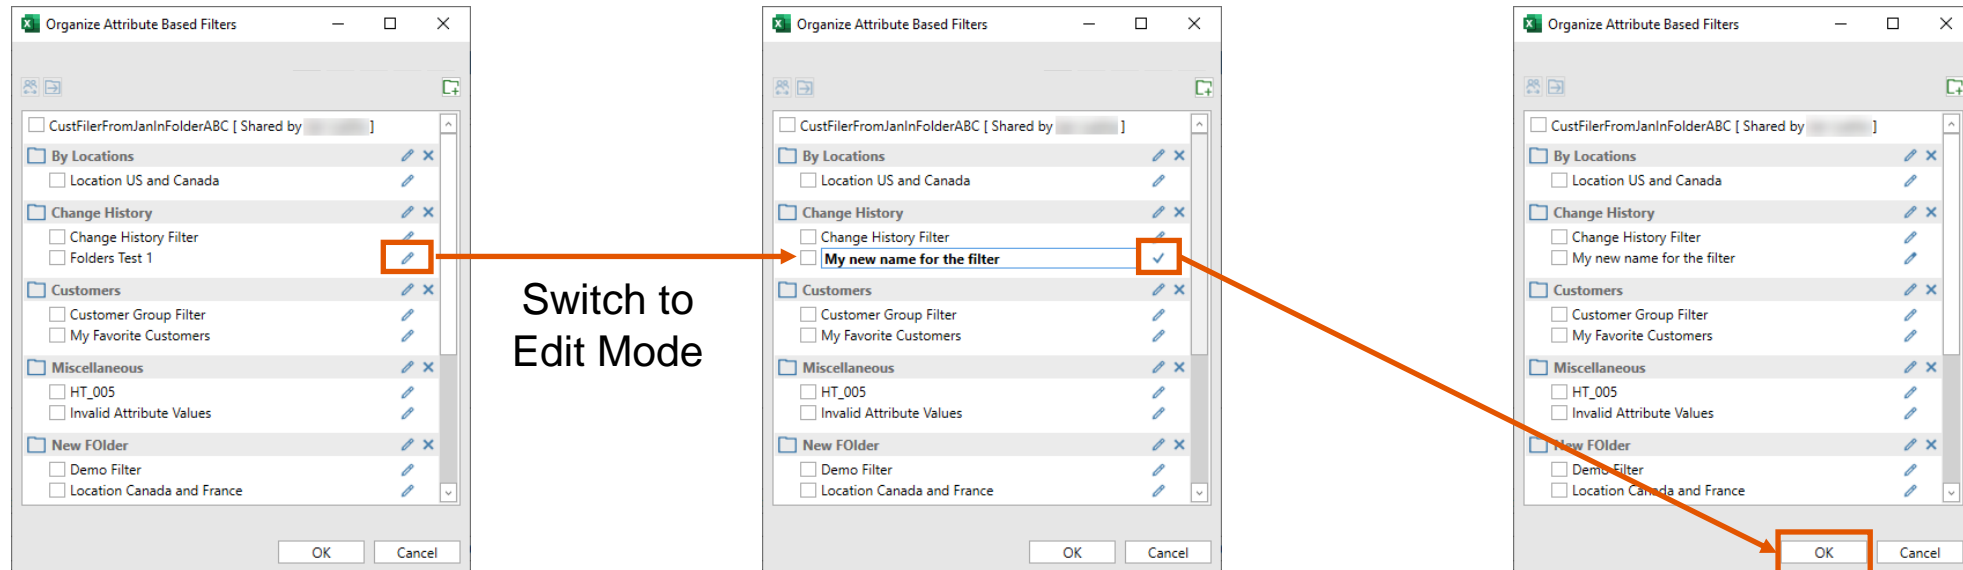 Organize Attribute Based Filters
CustFilerFromJanInFolderABC [ Shared by ]
By Locations
Location US and Canada
Change History
Change History Filter
Folders Test 1
Customers
Customer Group Filter
My Favorite Customers
Miscellaneous
HT_005
Invalid Attribute Values
New FOlder
Demo Filter
Location Canada and France
OK Cancel
Switch to
Edit Mode
Organize Attribute Based Filters
CustFilerFromJanInFolderABC [ Shared by ]
By Locations
Location US and Canada
Change History
Change History Filter
My new name for the filter
Customers
Customer Group Filter
My Favorite Customers
Miscellaneous
HT_005
Invalid Attribute Values
New FOlder
Demo Filter
Location Canada and France
OK Cancel
Organize Attribute Based Filters
CustFilerFromJanInFolderABC [ Shared by ]
By Locations
Location US and Canada
Change History
Change History Filter
My new name for the filter
Customers
Customer Group Filter
My Favorite Customers
Miscellaneous
HT_005
Invalid Attribute Values
New FOlder
Demo Filter
Location Canada and France
OK Cancel